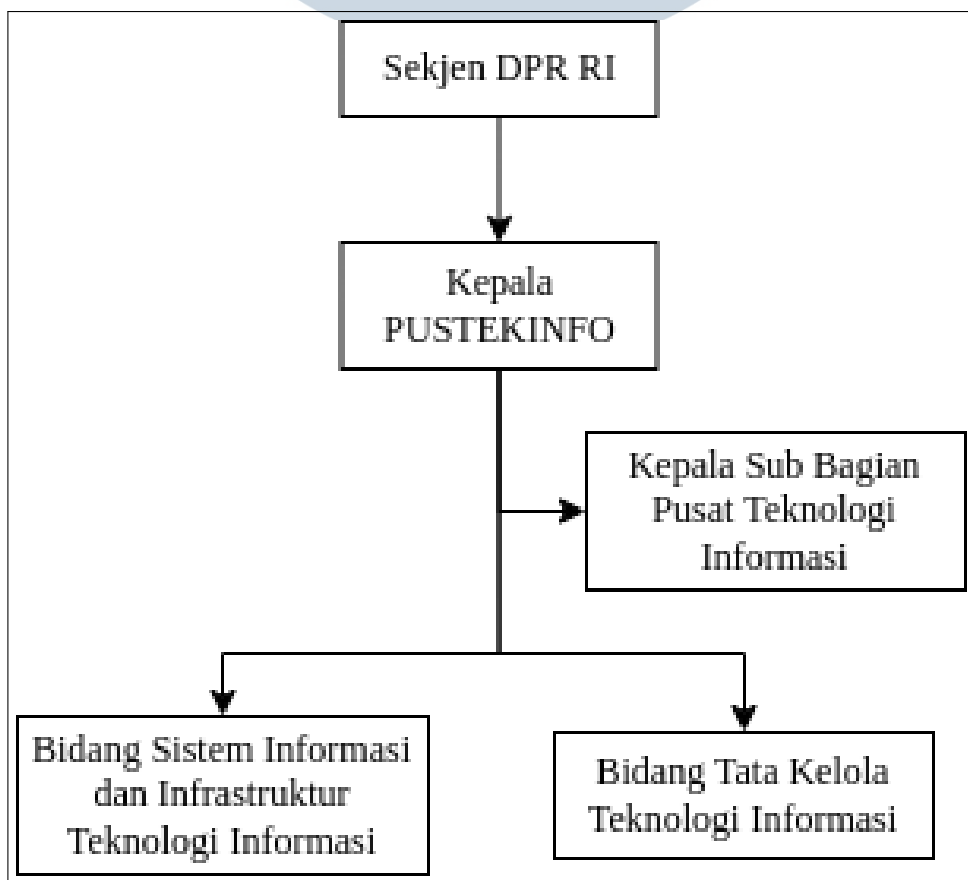 Sekjen DPR RI
Kepala
PUSTEKINFO
Kepala Sub Bagian
Pusat Teknologi
Informasi
Bidang Sistem Informasi
dan Infrastruktur
Teknologi Informasi
Bidang Tata Kelola
Teknologi Informasi